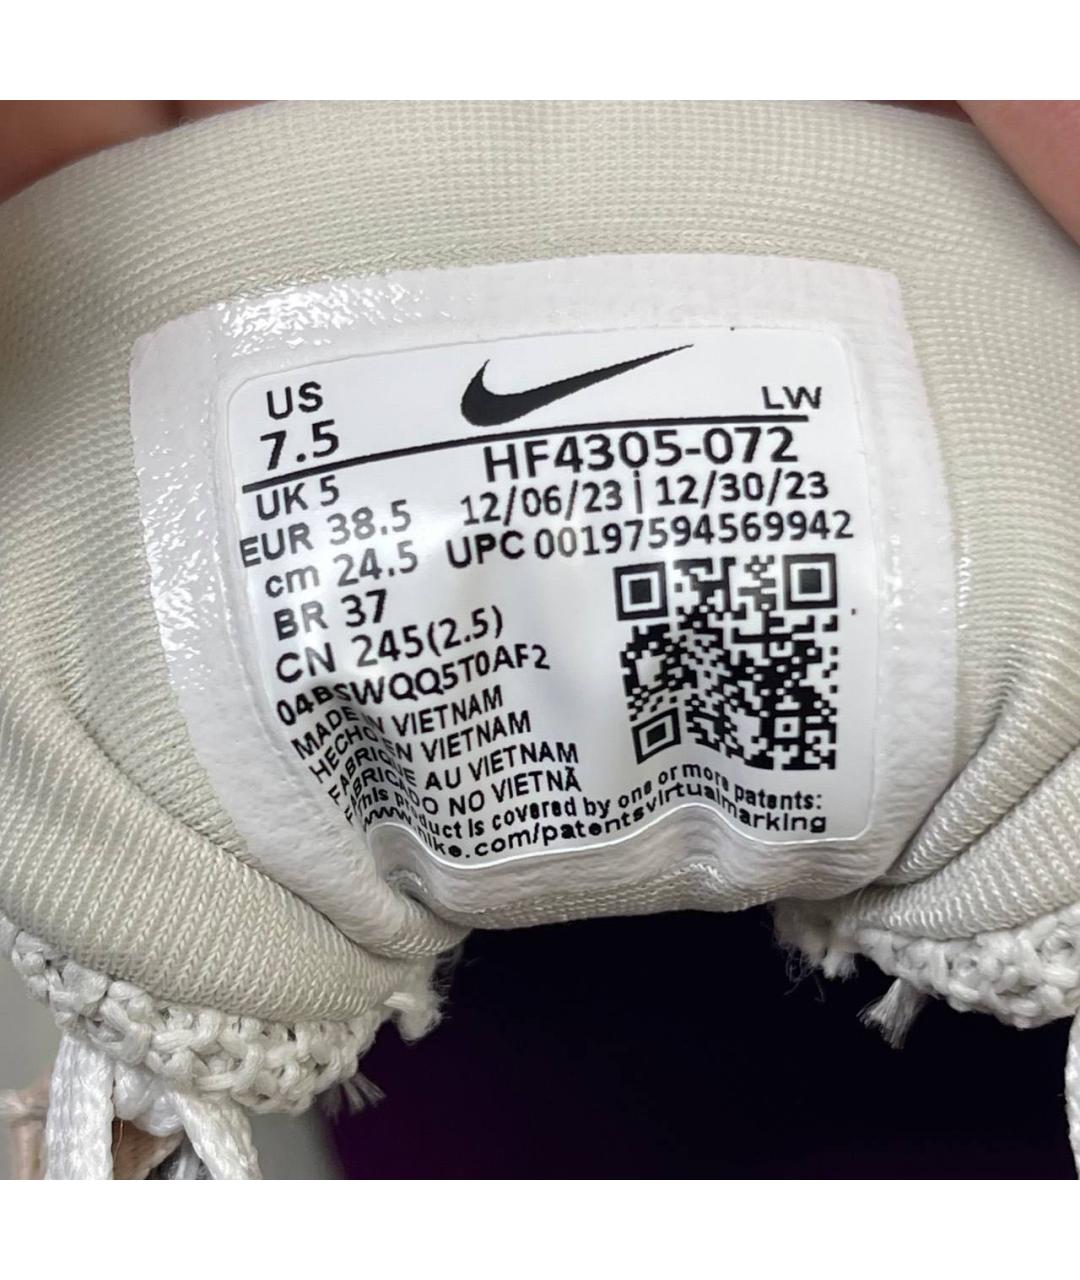 US
7.5
LW
HF4305-072
UK 5
12/06/23 | 12/30/23
EUR 38.5
UPC 00197594569942
cm 24.5
BR 37
CN 245(2.5)
04BSWQQ5T0AF2
MADE IN VIETNAM
HECHO EN VIETNAM
FABRIQUE AU VIETNAM
FABRICADO NO VIETNÃ
This product is covered by one or more patents:
www.nike.com/patentsvirtualmarking